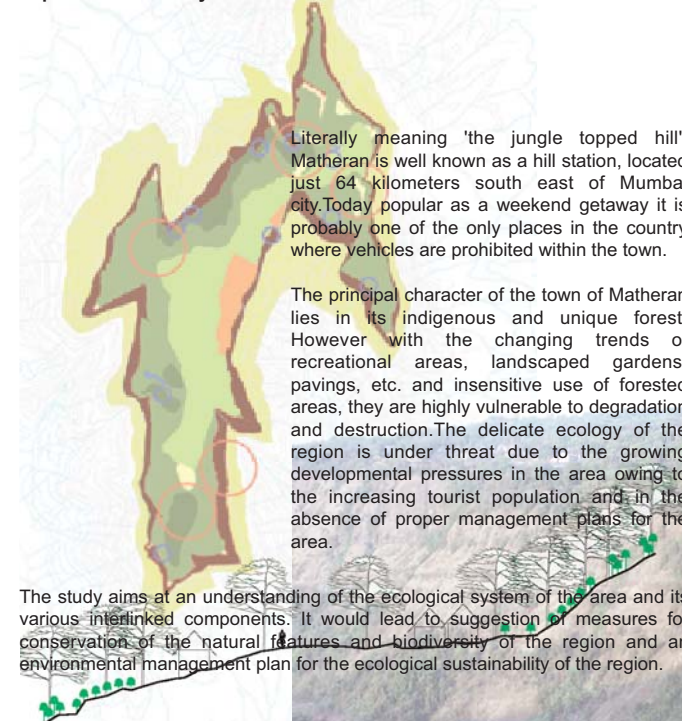 Literally meaning 'the jungle topped hill'
Matheran is well known as a hill station, located
just 64 kilometers south east of Mumba
city.Today popular as a weekend getaway it is
probably one of the only places in the country
where vehicles are prohibited within the town.
The principal character of the town of Matheran
lies in its indigenous and unique forest
However with the changing trends o
recreational areas, landscaped gardens
pavings, etc. and insensitive use of forested
areas, they are highly vulnerable to degradation
and destruction.The delicate ecology of the
region is under threat due to the growing
developmental pressures in the area owing to
the increasing tourist population and in the
absence of proper management plans for the
area.
The study aims at an understanding of the ecological system of the area and its
various interlinked components. It would lead to suggestion of measures fo
conservation of the natural features and biodiversity of the region and an
environmental management plan for the ecological sustainability of the region.